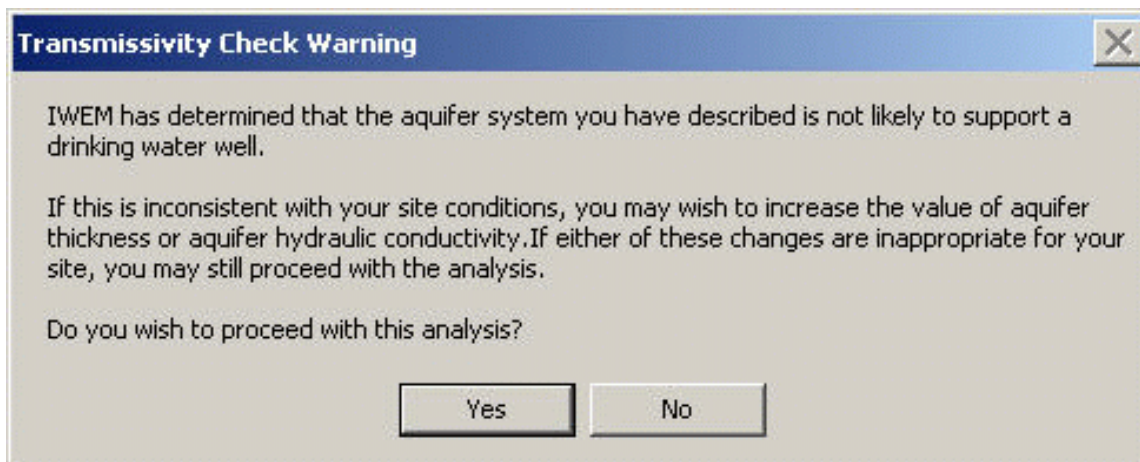 Transmissivity Check Warning
IWEM has determined that the aquifer system you have described is not likely to support a
drinking water well.
If this is inconsistent with your site conditions, you may wish to increase the value of aquifer
thickness or aquifer hydraulic conductivity.If either of these changes are inappropriate for your
site, you may still proceed with the analysis.
Do you wish to proceed with this analysis?
Yes
No